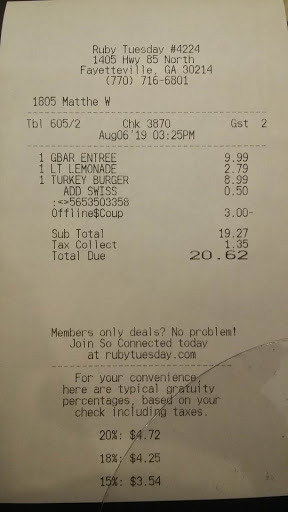 Ruby Tuesday #4224
1405 Hwy 85 North
Fayetteville, GA 30214
(770) 716-6801
1805 Matthe W
Tbl 605/2 Chk 3870 Gst 2
Aug06'19 03:25PM
1 GBAR ENTREE 9.99
1 LT LEMONADE 2.79
1 TURKEY BURGER 8.99
ADD SWISS 0.50
:<>5653503358
Offline$Coup 3.00-
Sub Total 19.27
Tax Collect 1.35
Total Due 20.62
Members only deals? No problem!
Join So Connected today
at rubytuesday.com
For your convenience,
here are typical gratuity
percentages, based on your
check including taxes.
20%: $4.72
18%: $4.25
15%: $3.54